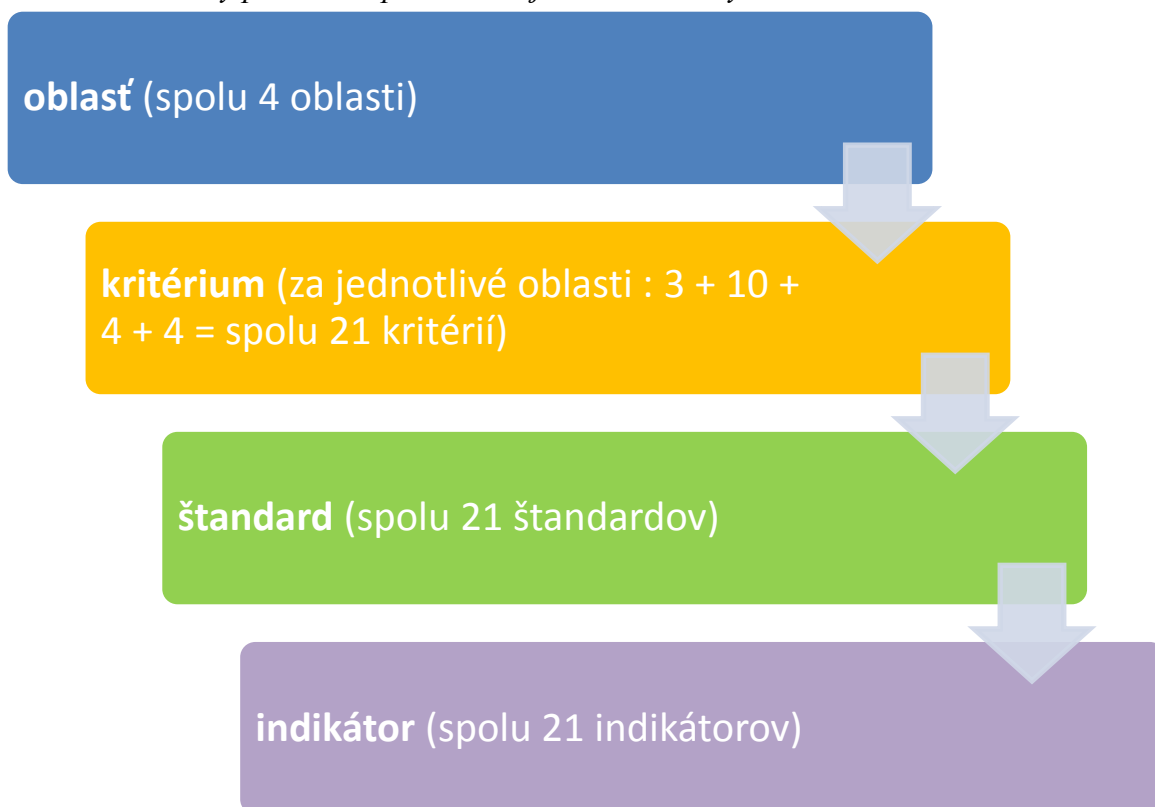 oblasť (spolu 4 oblasti)
kritérium (za jednotlivé oblasti : 3 + 10 +
4 + 4 = spolu 21 kritérií)
štandard (spolu 21 štandardov)
indikátor (spolu 21 indikátorov)